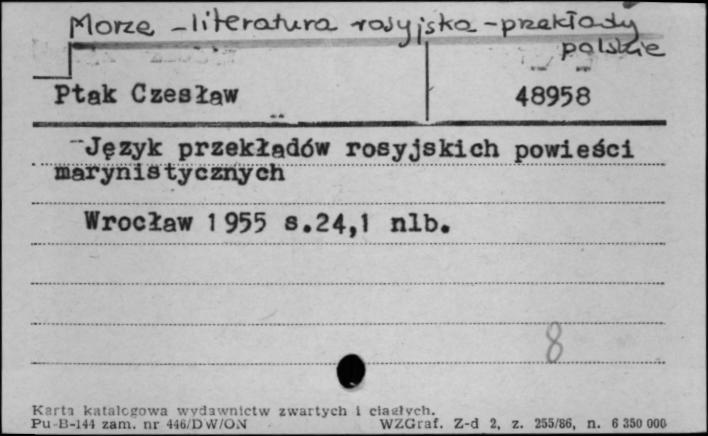 Morze - literatura rosyjska - przekłady
polskie
Ptak Czesław 48958
Język przekładów rosyjskich powieści
marynistycznych
Wrocław 1955 s.24,1 nlb.
8
Karta katalogowa wydawnictw zwartych i ciągłych.
Pu-B-144 zam. nr 446/DW/ON WZGraf. Z-d 2, z. 255/86, n. 6 350 000